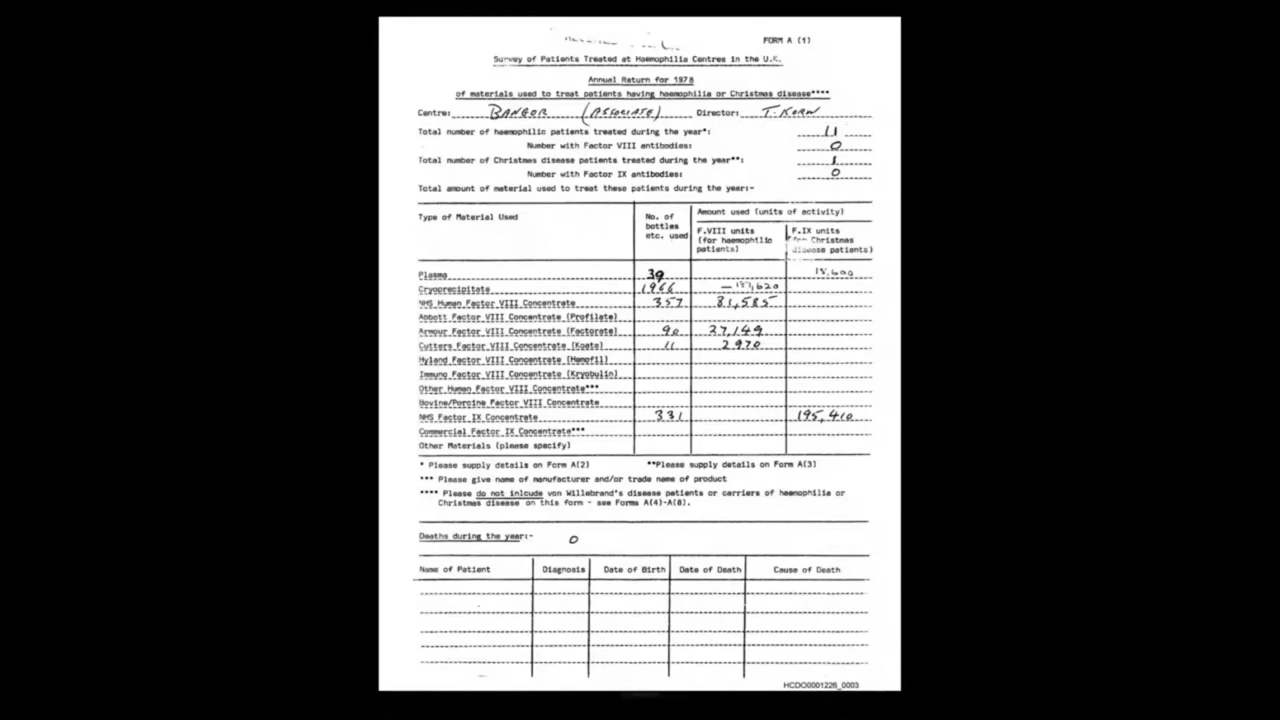 FORM A (1)
Survey of Patients Treated at Haemophilia Centres in the U.K.
Annual Return for 1978
of materials used to treat patients having haemophilia or Christmas disease****
Centre: BANGOR (ASSOCIATE) Director: T. KORN
Total number of haemophilic patients treated during the year*: 11
Number with Factor VIII antibodies: 0
Total number of Christmas disease patients treated during the year**: 1
Number with Factor IX antibodies: 0
Total amount of material used to treat these patients during the year:-
Type of Material Used
No. of
bottles
etc. used
Amount used (units of activity)
F.VIII units
(for haemophilic
patients)
F.IX units
(for Christmas
disease patients)
Plasma 39
Cryoprecipitate 1966
NHS Human Factor VIII Concentrate 357 81,585
Abbott Factor VIII Concentrate (Profilate)
Armour Factor VIII Concentrate (Factorate) 90 27,149
Cutters Factor VIII Concentrate (Koate) 11 2970
Hyland Factor VIII Concentrate (Hemofil)
Immuno Factor VIII Concentrate (Kryobulin)
Other Human Factor VIII Concentrate***
Bovine/Porcine Factor VIII Concentrate
NHS Factor IX Concentrate 331 195,410
Commercial Factor IX Concentrate***
Other Materials (please specify)
* Please supply details on Form A(2) **Please supply details on Form A(3)
*** Please give name of manufacturer and/or trade name of product
**** Please do not inlcude von Willebrand's disease patients or carriers of haemophilia or
Christmas disease on this form - see Forms A(4)-A(8).
Deaths during the year:- 0
Name of Patient Diagnosis Date of Birth Date of Death Cause of Death
HCDO0001226_0003